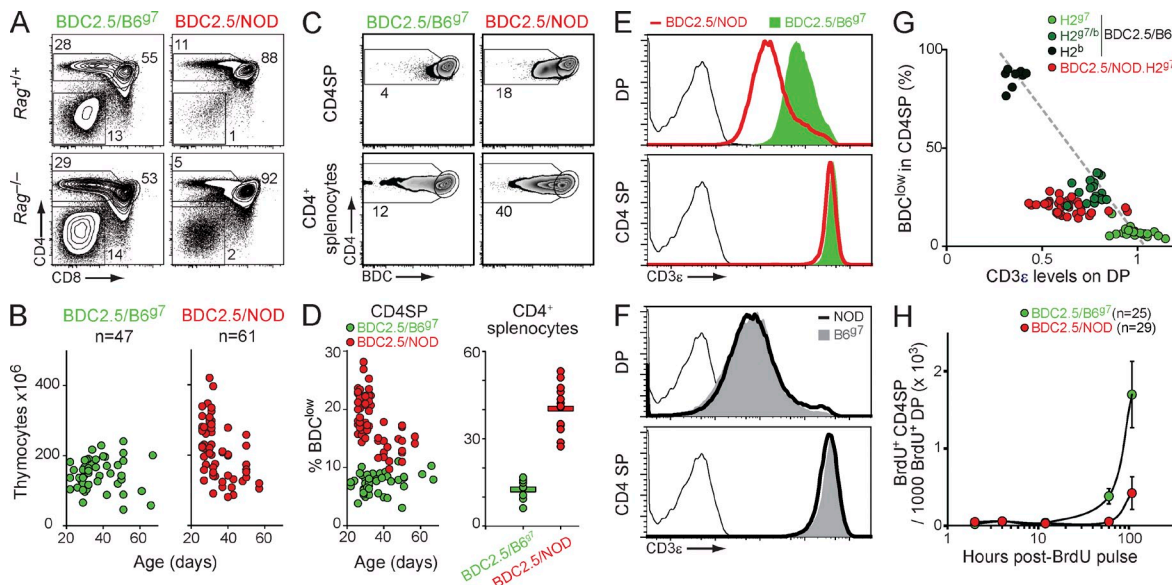 A
BDC2.5/B6g7
BDC2.5/NOD
Rag+/+
28
55
13
11
88
1
Rag-/-
29
53
14
5
92
2
CD4
CD8
B
BDC2.5/B6g7
n=47
BDC2.5/NOD
n=61
Thymocytes x10^6
400
200
0
20
40
60
20
40
60
Age (days)
Age (days)
C
BDC2.5/B6g7
BDC2.5/NOD
CD4SP
4
18
CD4+
splenocytes
12
40
CD4
BDC
D
CD4SP
BDC2.5/B6g7
BDC2.5/NOD
CD4+
splenocytes
% BDClow
30
20
10
0
60
30
0
20
40
60
Age (days)
BDC2.5/B6g7
BDC2.5/NOD
E
BDC2.5/NOD
BDC2.5/B6g7
DP
CD4 SP
CD3ε
F
NOD
B6g7
DP
CD4 SP
CD3ε
G
H2g7
H2g7/b
H2b
BDC2.5/B6
BDC2.5/NOD.H2g7
BDClow in CD4SP (%)
100
50
0
0.5
1
CD3ε levels on DP
H
BDC2.5/B6g7 (n=25)
BDC2.5/NOD (n=29)
BrdU+ CD4SP
/ 1000 BrdU+ DP (x 10^3)
2
1
0
1
10
100
Hours post-BrdU pulse